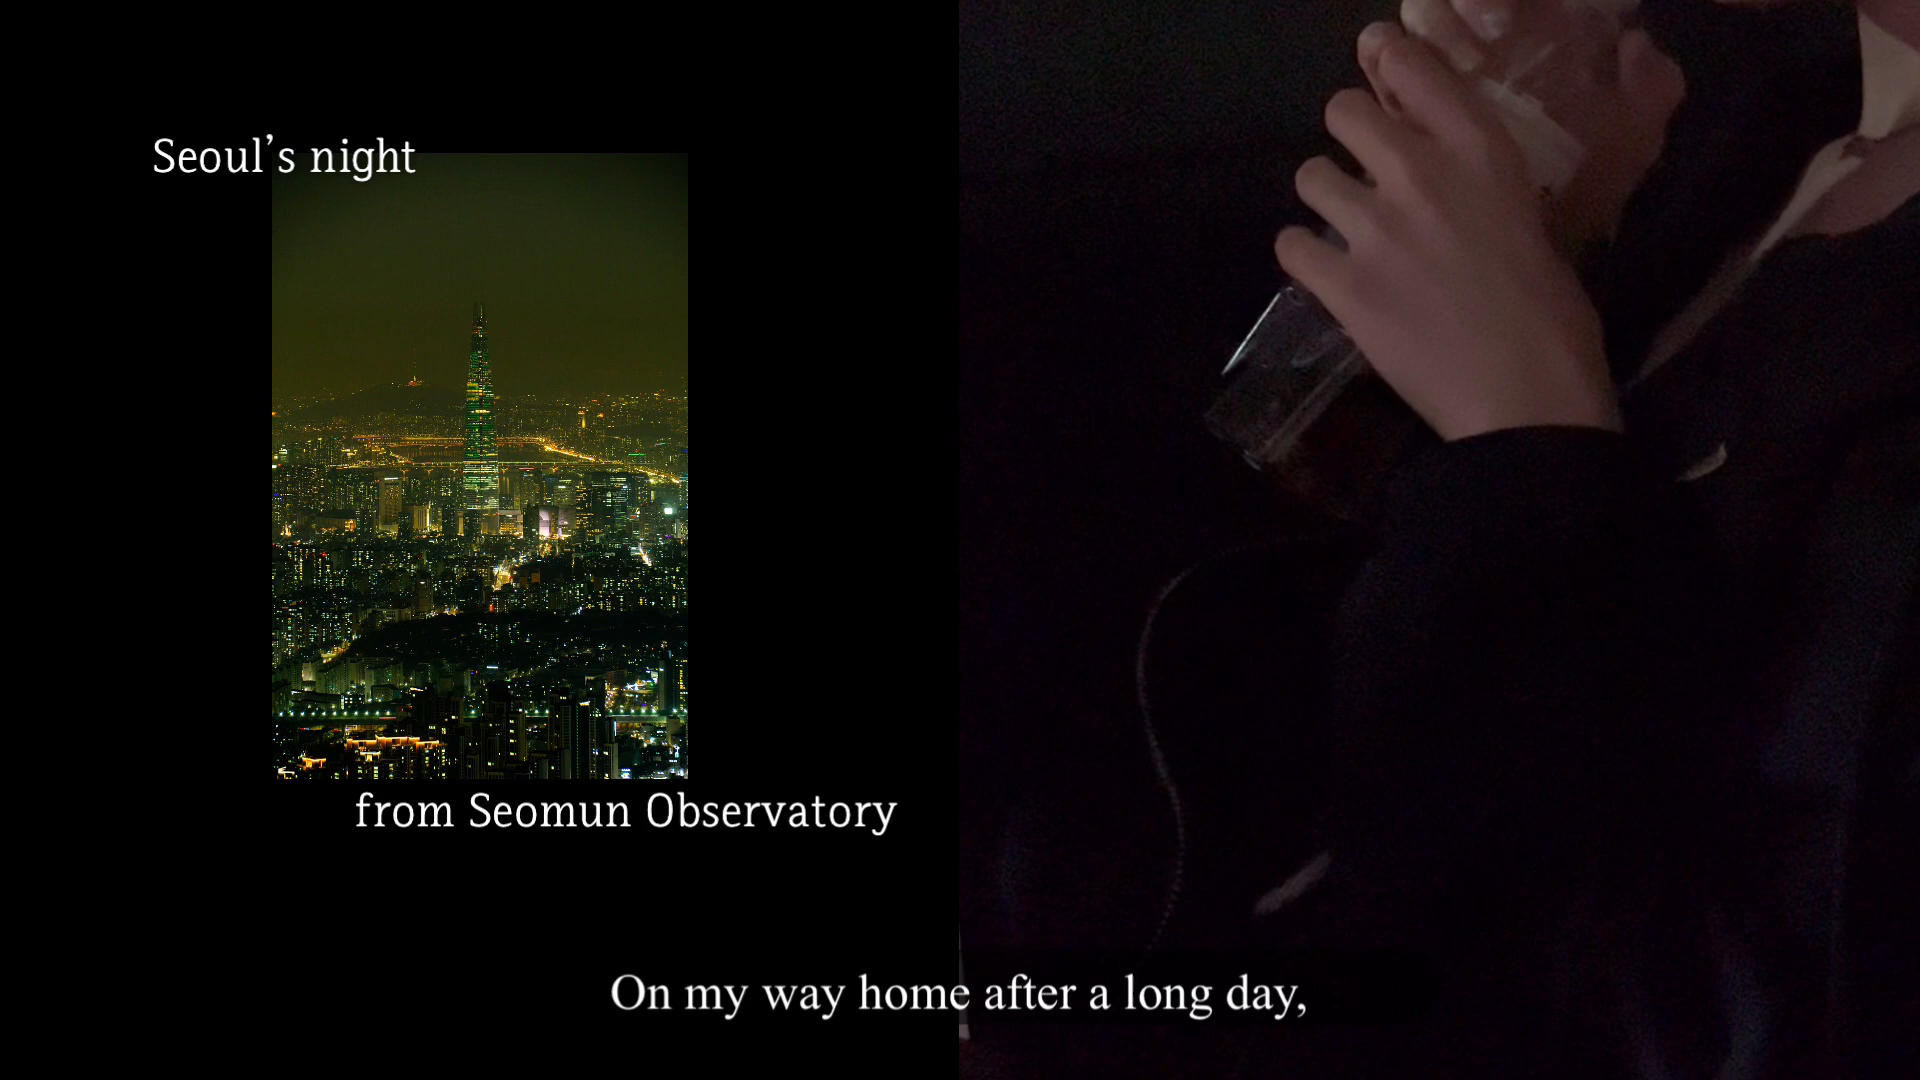 Seoul’s night
from Seomun Observatory
On my way home after a long day,